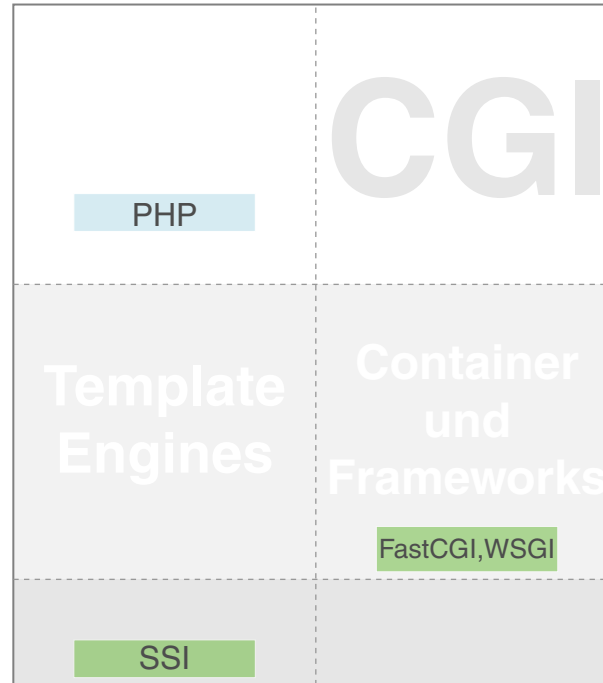 CGI
PHP
Template
Engines
Container
und
Frameworks
FastCGI,WSGI
SSI